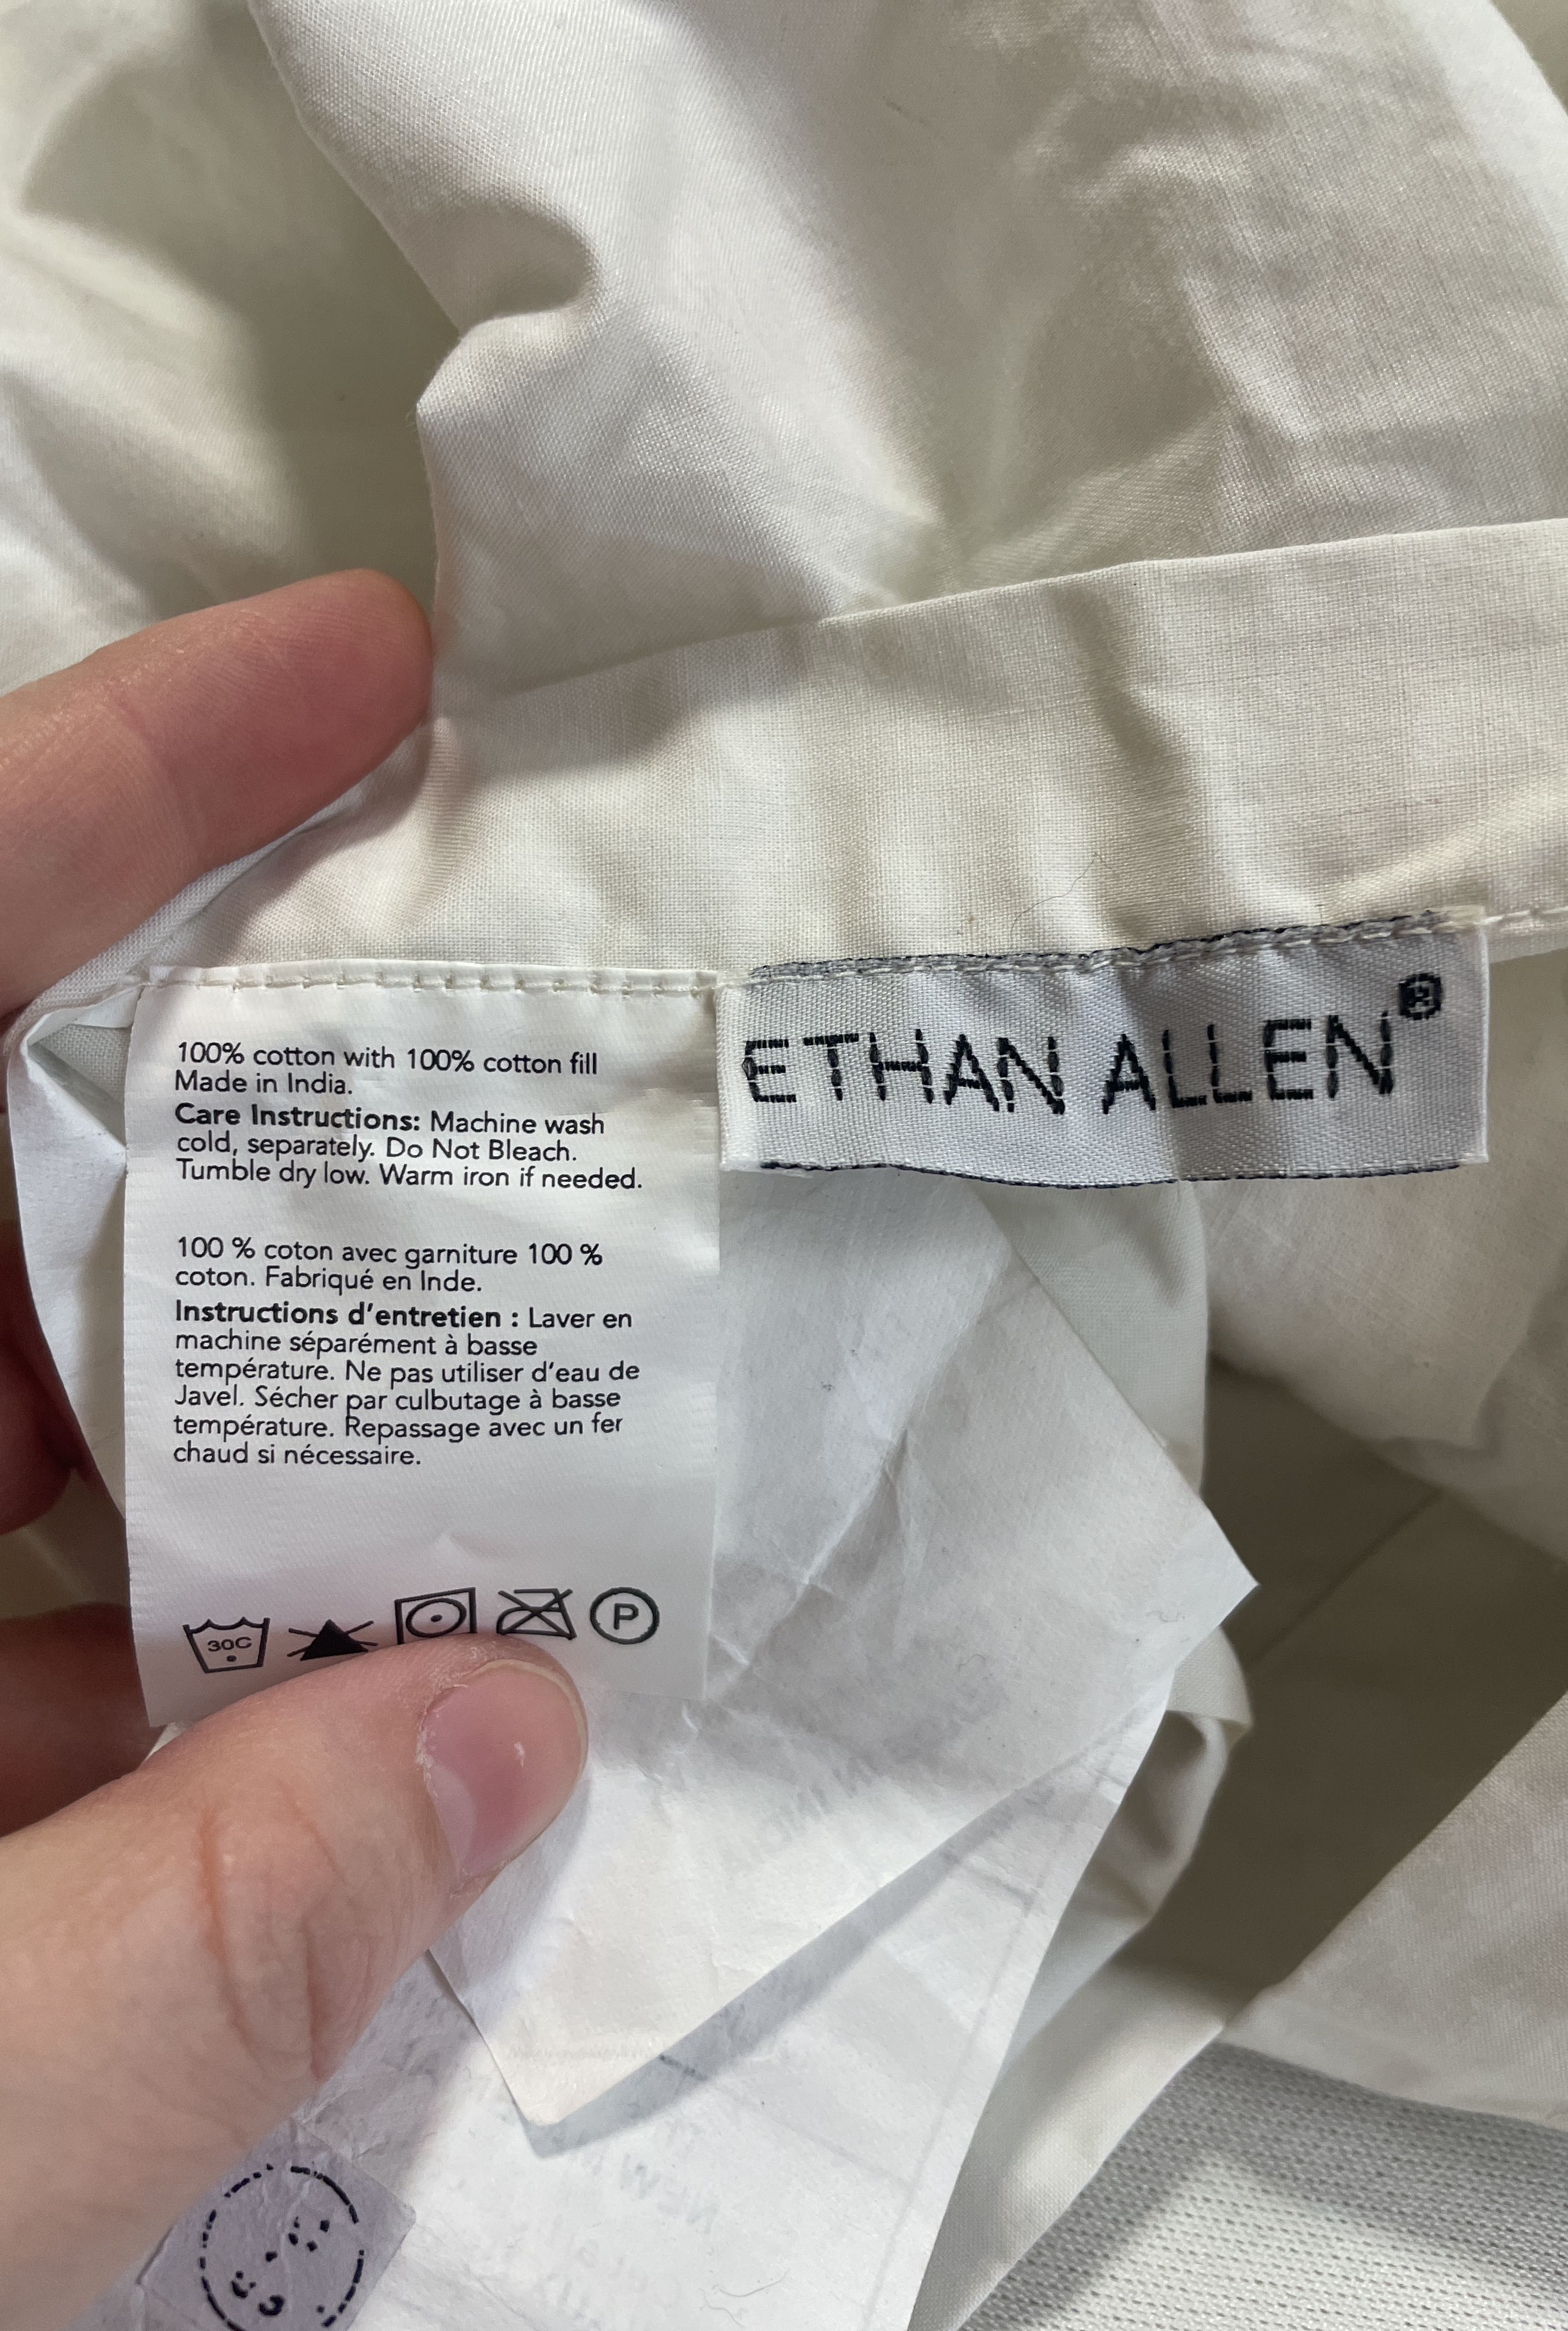 100% cotton with 100% cotton fill
Made in India.
Care Instructions: Machine wash
cold, separately. Do Not Bleach.
Tumble dry low. Warm iron if needed.
100 % coton avec garniture 100 %
coton. Fabriqué en Inde.
Instructions d'entretien : Laver en
machine séparément à basse
température. Ne pas utiliser d'eau de
Javel. Sécher par culbutage à basse
température. Repassage avec un fer
chaud si nécessaire.
30C
P
ETHAN ALLEN®
NEW